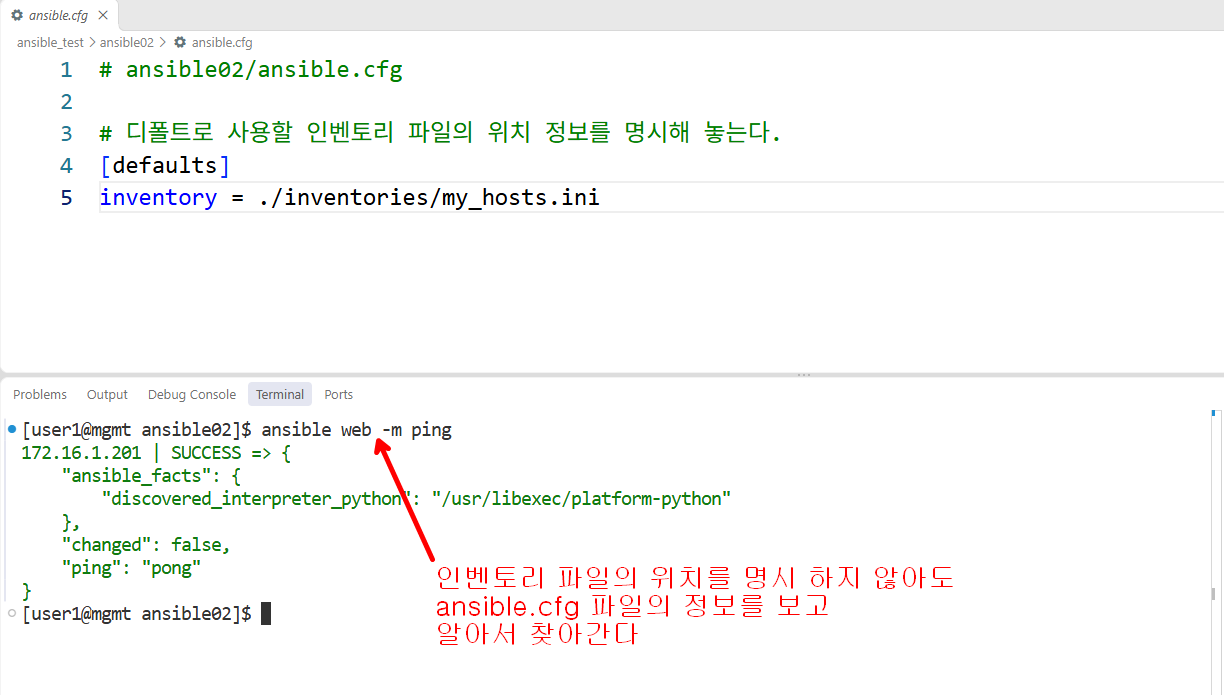 ansible.cfg
ansible_test > ansible02 > ansible.cfg
1 # ansible02/ansible.cfg
2
3 # 디폴트로 사용할 인벤토리 파일의 위치 정보를 명시해 놓는다.
4 [defaults]
5 inventory = ./inventories/my_hosts.ini
Problems Output Debug Console Terminal Ports
[user1@mgmt ansible02]$ ansible web -m ping
172.16.1.201 | SUCCESS => {
    "ansible_facts": {
        "discovered_interpreter_python": "/usr/libexec/platform-python"
    },
    "changed": false,
    "ping": "pong"
}
[user1@mgmt ansible02]$
인벤토리 파일의 위치를 명시 하지 않아도
ansible.cfg 파일의 정보를 보고
알아서 찾아간다